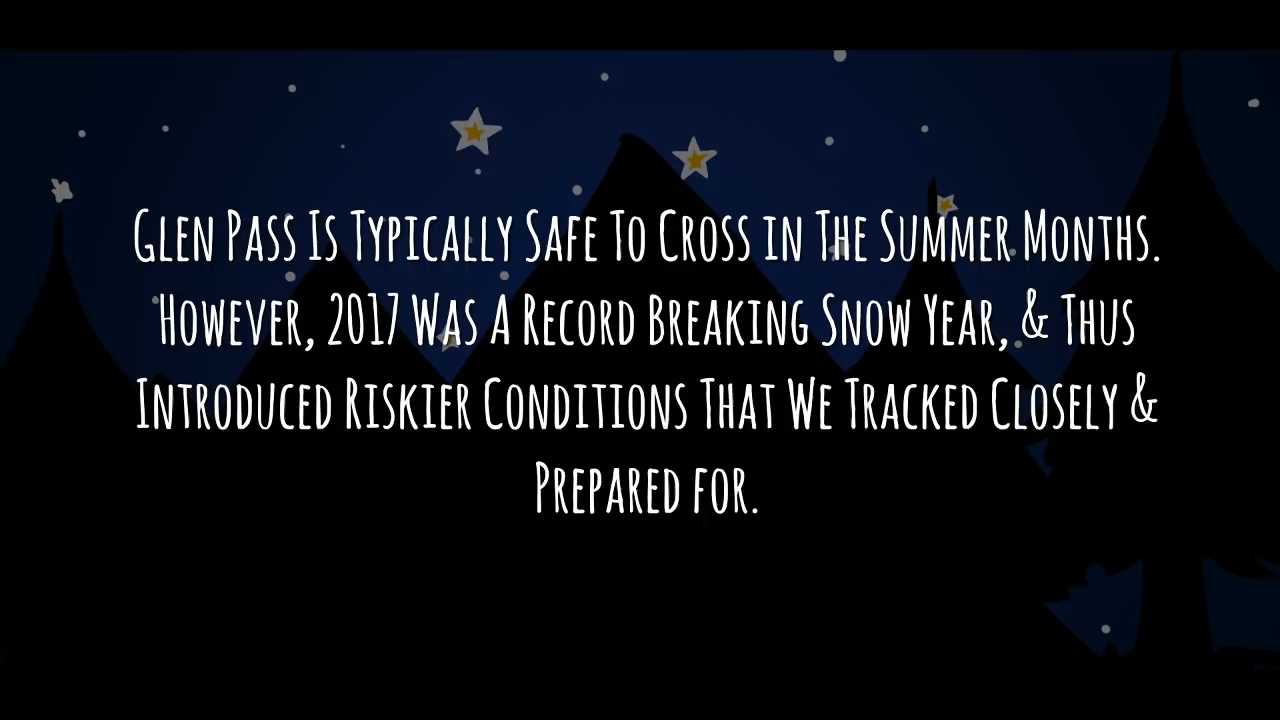 Glen Pass Is Typically Safe To Cross in The Summer Months.
However, 2017 Was A Record Breaking Snow Year, & Thus
Introduced Riskier Conditions That We Tracked Closely &
Prepared for.